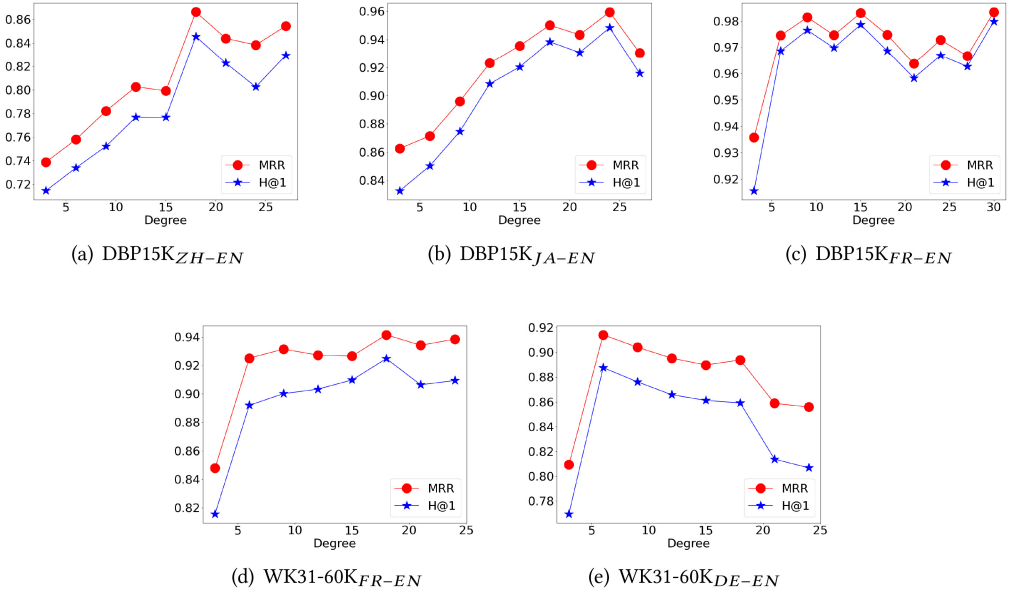 0.86
0.84
0.82
0.80
0.78
0.76
0.74
0.72
5 10 15 20 25
Degree
MRR
H@1
(a) DBP15K_{ZH−EN}
0.96
0.94
0.92
0.90
0.88
0.86
0.84
5 10 15 20 25
Degree
MRR
H@1
(b) DBP15K_{JA−EN}
0.98
0.97
0.96
0.95
0.94
0.93
0.92
5 10 15 20 25 30
Degree
MRR
H@1
(c) DBP15K_{FR−EN}
0.94
0.92
0.90
0.88
0.86
0.84
0.82
5 10 15 20 25
Degree
MRR
H@1
(d) WK31-60K_{FR−EN}
0.92
0.90
0.88
0.86
0.84
0.82
0.80
0.78
5 10 15 20 25
Degree
MRR
H@1
(e) WK31-60K_{DE−EN}